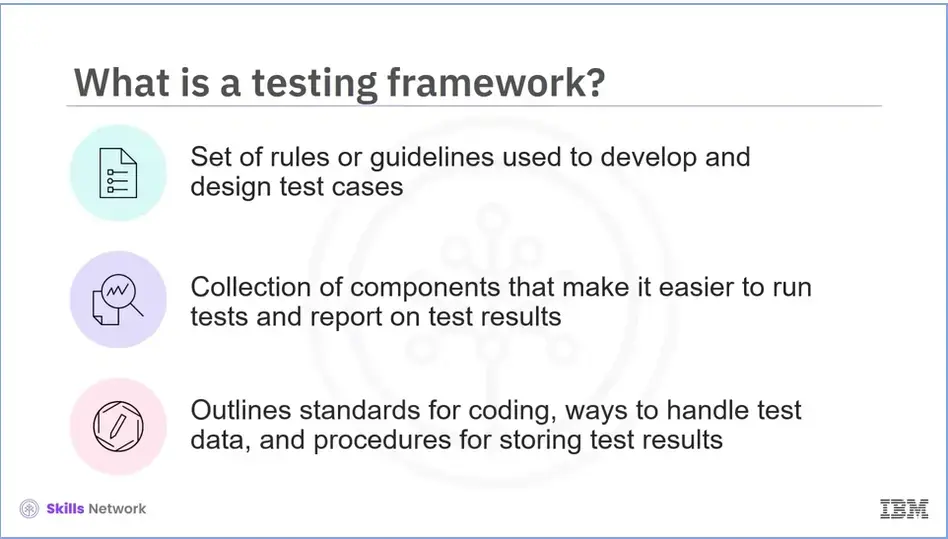 What is a testing framework?
Set of rules or guidelines used to develop and
design test cases
Collection of components that make it easier to run
tests and report on test results
Outlines standards for coding, ways to handle test
data, and procedures for storing test results
Skills Network
IBM